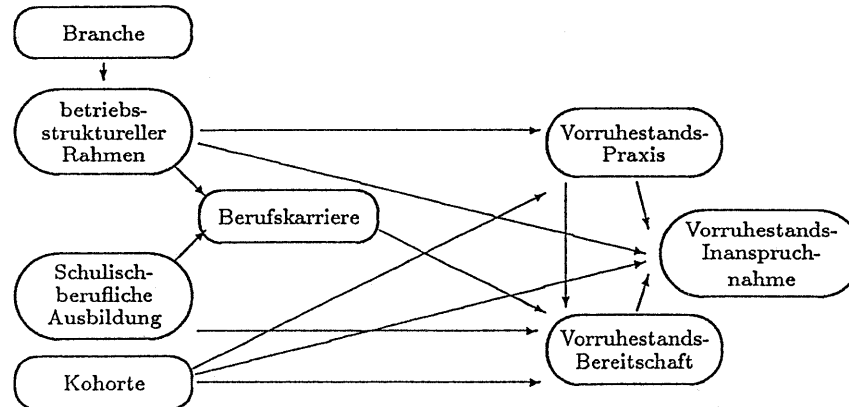 Branche
betriebs-
struktureller
Rahmen
Vorruhestands-
Praxis
Berufskarriere
Vorruhestands-
Inanspruch-
nahme
Schulisch-
berufliche
Ausbildung
Vorruhestands-
Bereitschaft
Kohorte